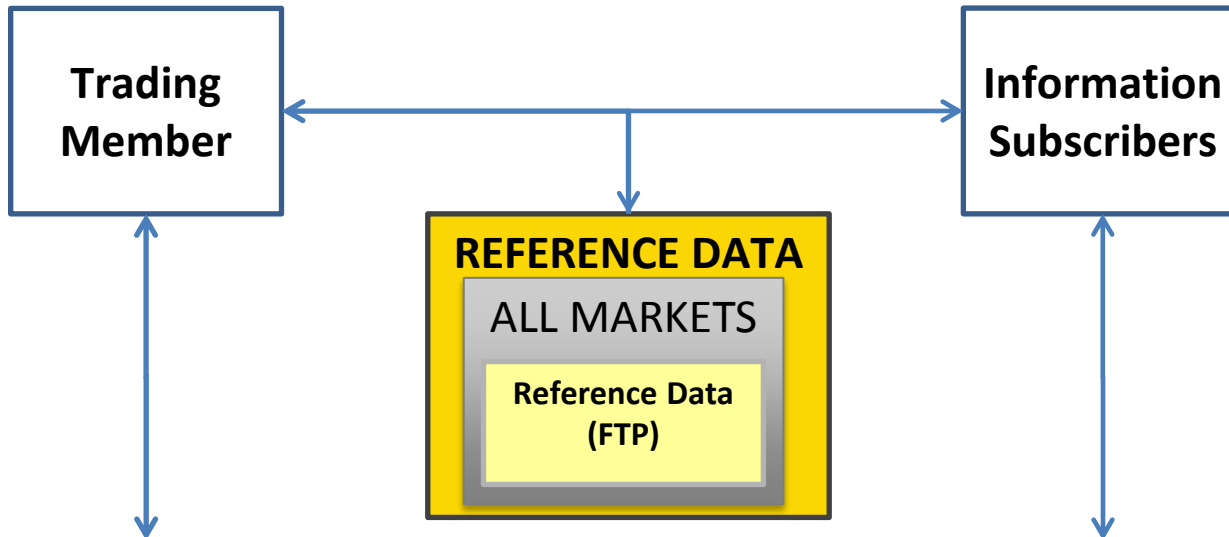 Trading
Member
Information
Subscribers
REFERENCE DATA
ALL MARKETS
Reference Data
(FTP)